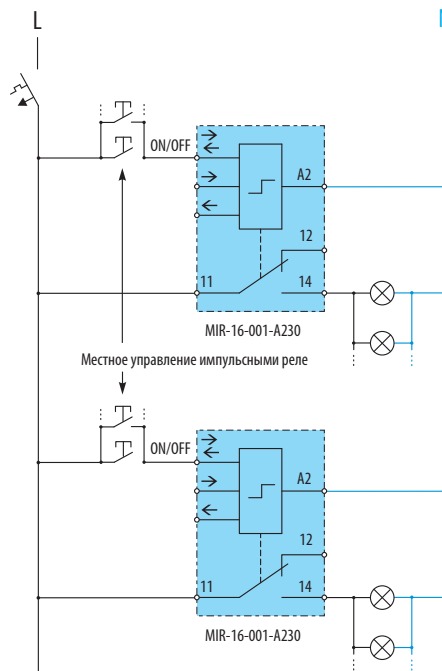 L
N
ON/OFF
A2
12
11
14
MIR-16-001-A230
Местное управление импульсными реле
ON/OFF
A2
12
11
14
MIR-16-001-A230